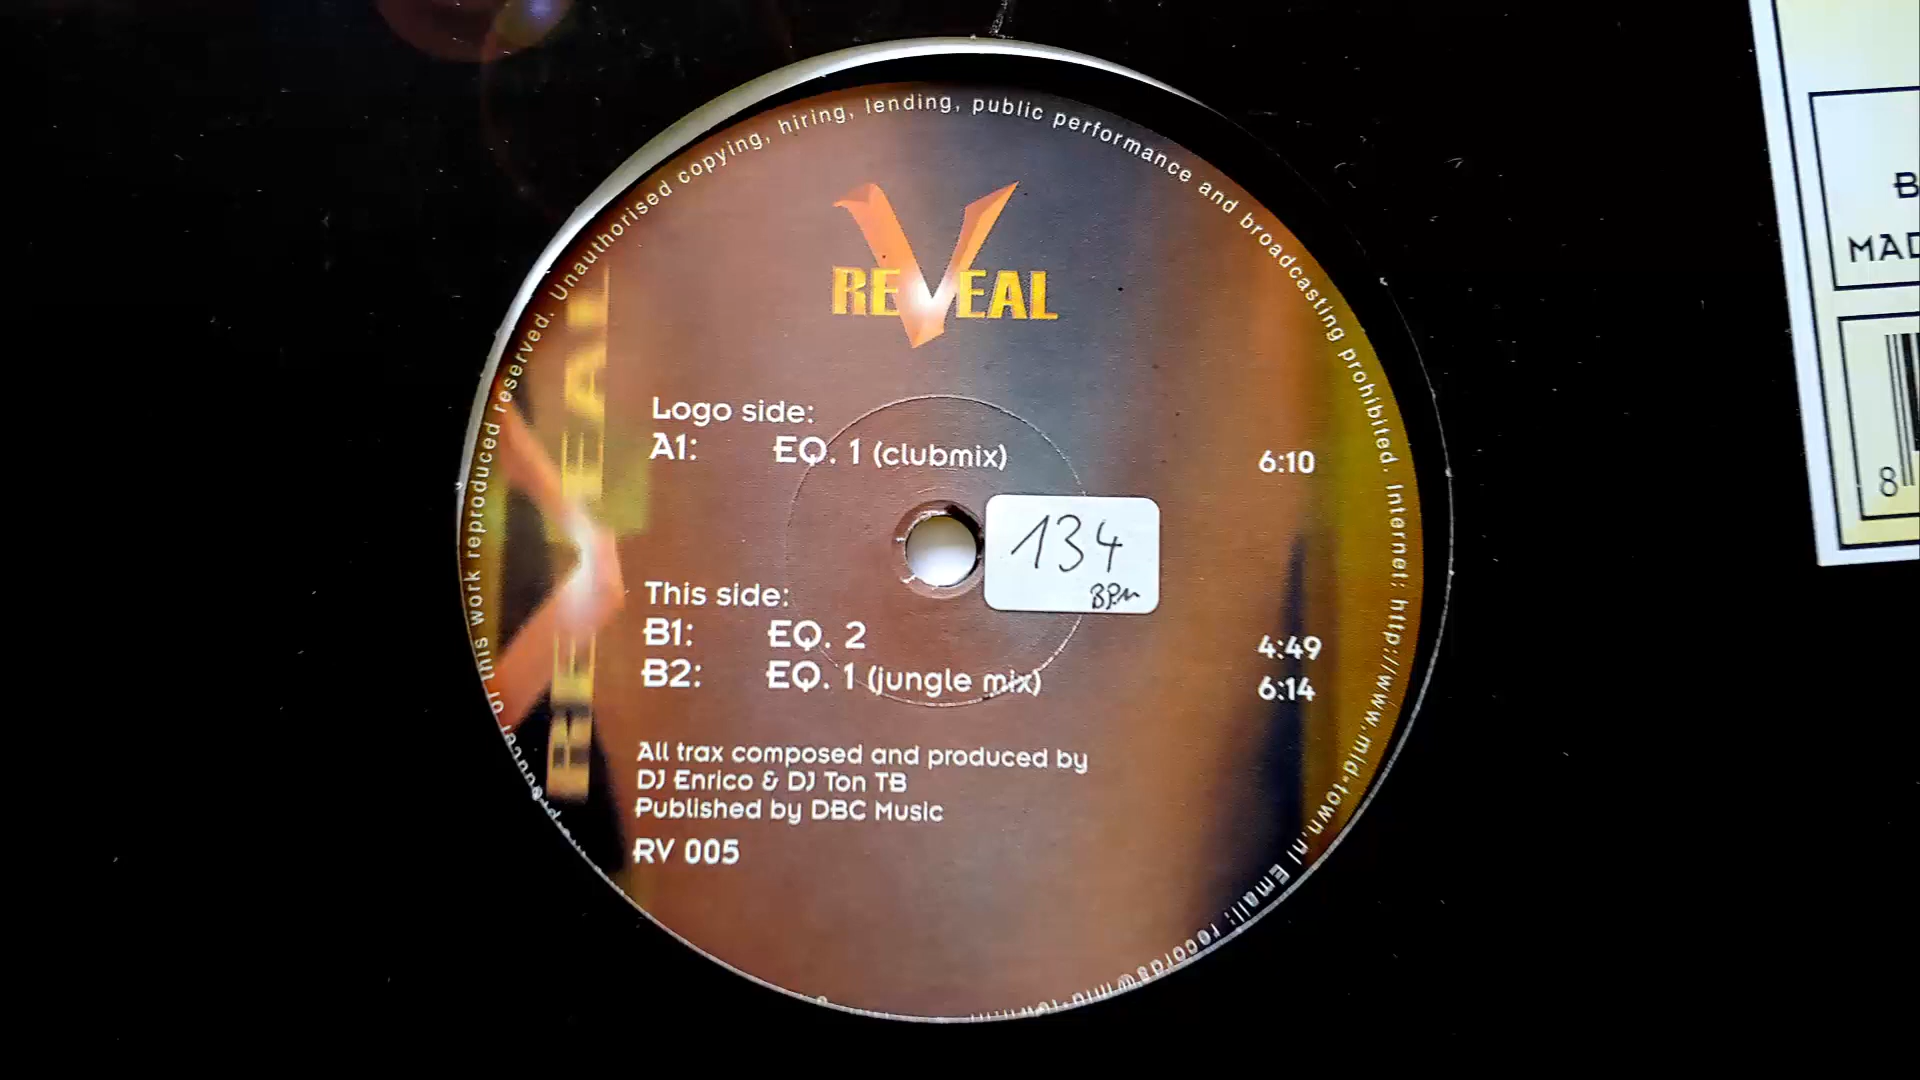 reproduced reserved. Unauthorised copying, hiring, lending, public performance and broadcasting prohibited. Internet: http://www.mid-town.nl Email:
REVEAL
REVEAL
Logo side:
A1: EQ. 1 (clubmix) 6:10
134
BPM
This side:
B1: EQ. 2 4:49
B2: EQ. 1 (jungle mix) 6:14
All trax composed and produced by
DJ Enrico & DJ Ton TB
Published by DBC Music
RV 005
8